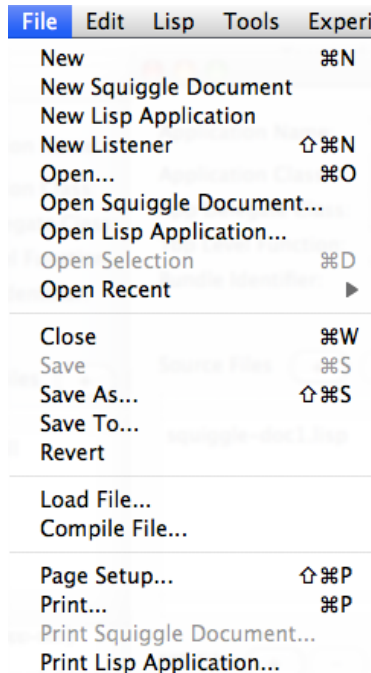 File Edit Lisp Tools Experi
New ⌘N
New Squiggle Document
New Lisp Application
New Listener ⇧⌘N
Open... ⌘O
Open Squiggle Document...
Open Lisp Application...
Open Selection ⌘D
Open Recent ▶
Close ⌘W
Save ⌘S
Save As... ⇧⌘S
Save To...
Revert
Load File...
Compile File...
Page Setup... ⇧⌘P
Print... ⌘P
Print Squiggle Document...
Print Lisp Application...